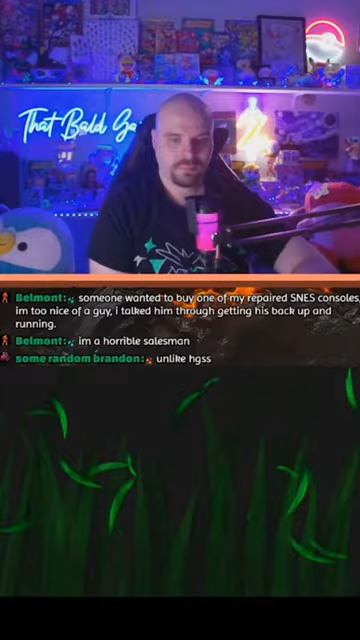 That Bald Ga
Belmont: someone wanted to buy one of my repaired SNES consoles,
im too nice of a guy, i talked him through getting his back up and
running.
Belmont: im a horrible salesman
some random brandon: unlike hgss